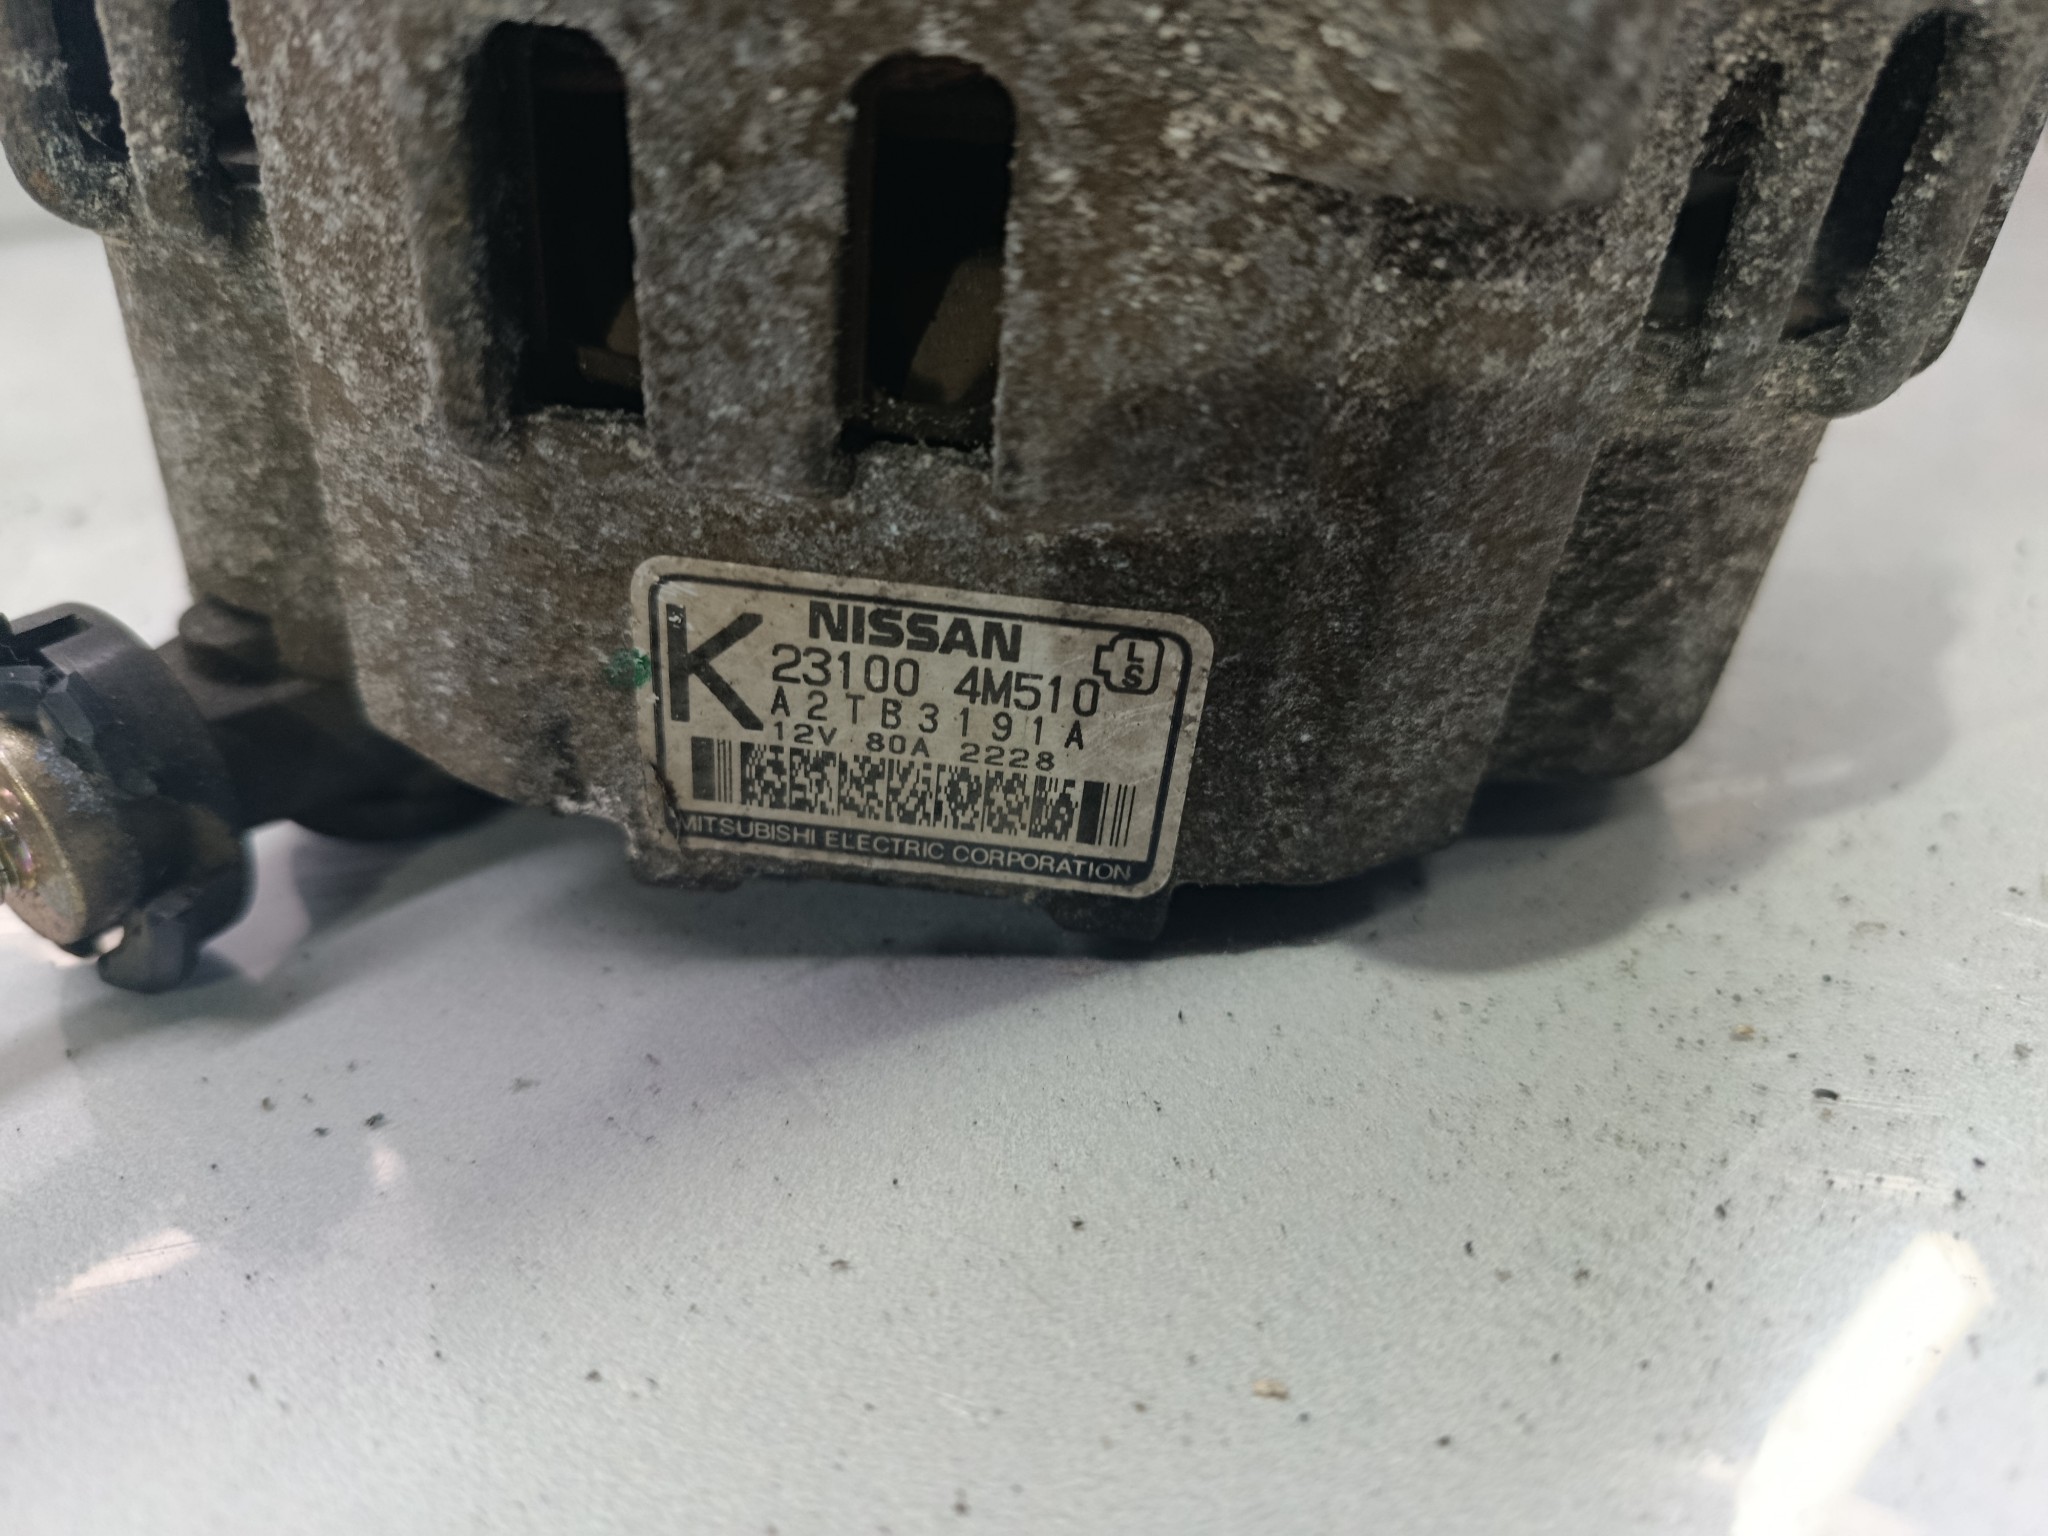 NISSAN
K
23100 4M510
L
S
A2TB3191A
12V 80A 2228
MITSUBISHI ELECTRIC CORPORATION